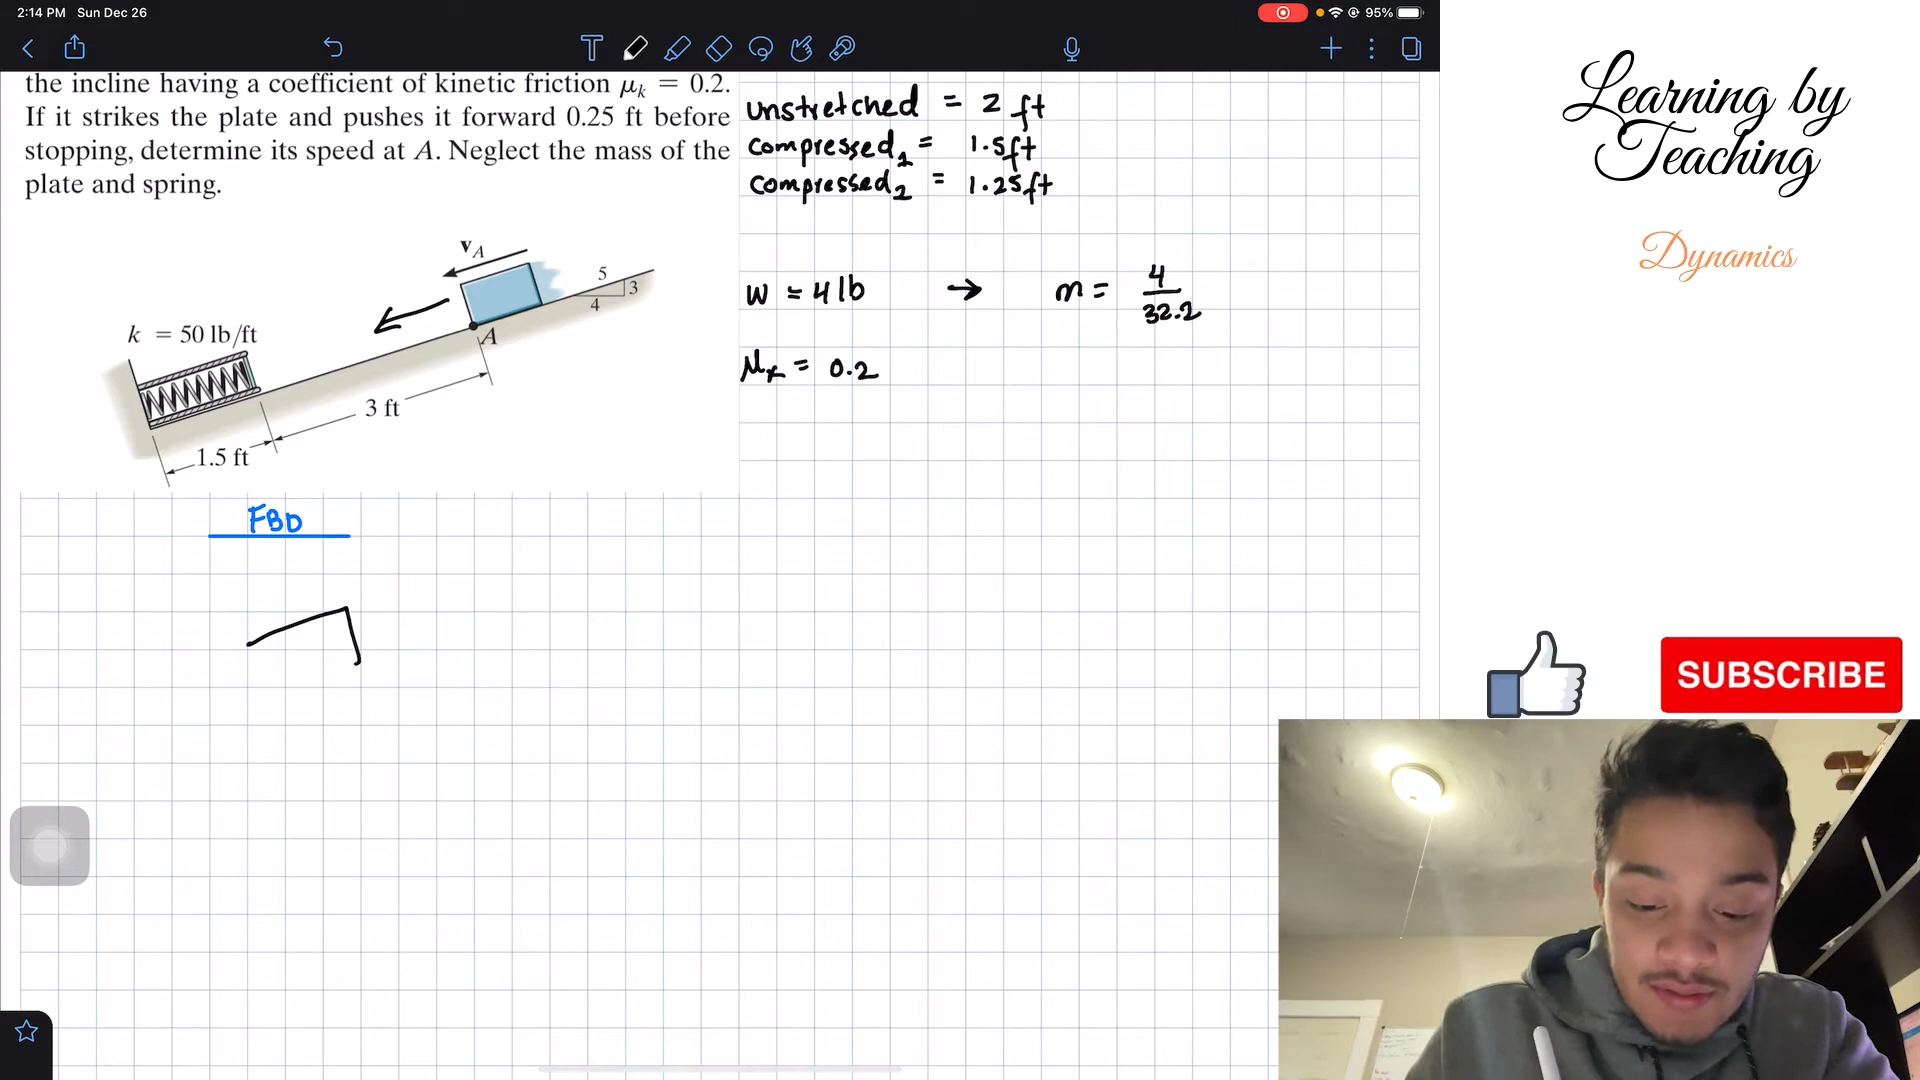 2:14 PM Sun Dec 26
95%
the incline having a coefficient of kinetic friction μk = 0.2.
If it strikes the plate and pushes it forward 0.25 ft before
stopping, determine its speed at A. Neglect the mass of the
plate and spring.
unstretched = 2 ft
compressed1 = 1.5ft
compressed2 = 1.25ft
W = 4lb → m = 4/32.2
μk = 0.2
vA
5
3
4
A
k = 50 lb/ft
3 ft
1.5 ft
FBD
Learning by
Teaching
Dynamics
SUBSCRIBE